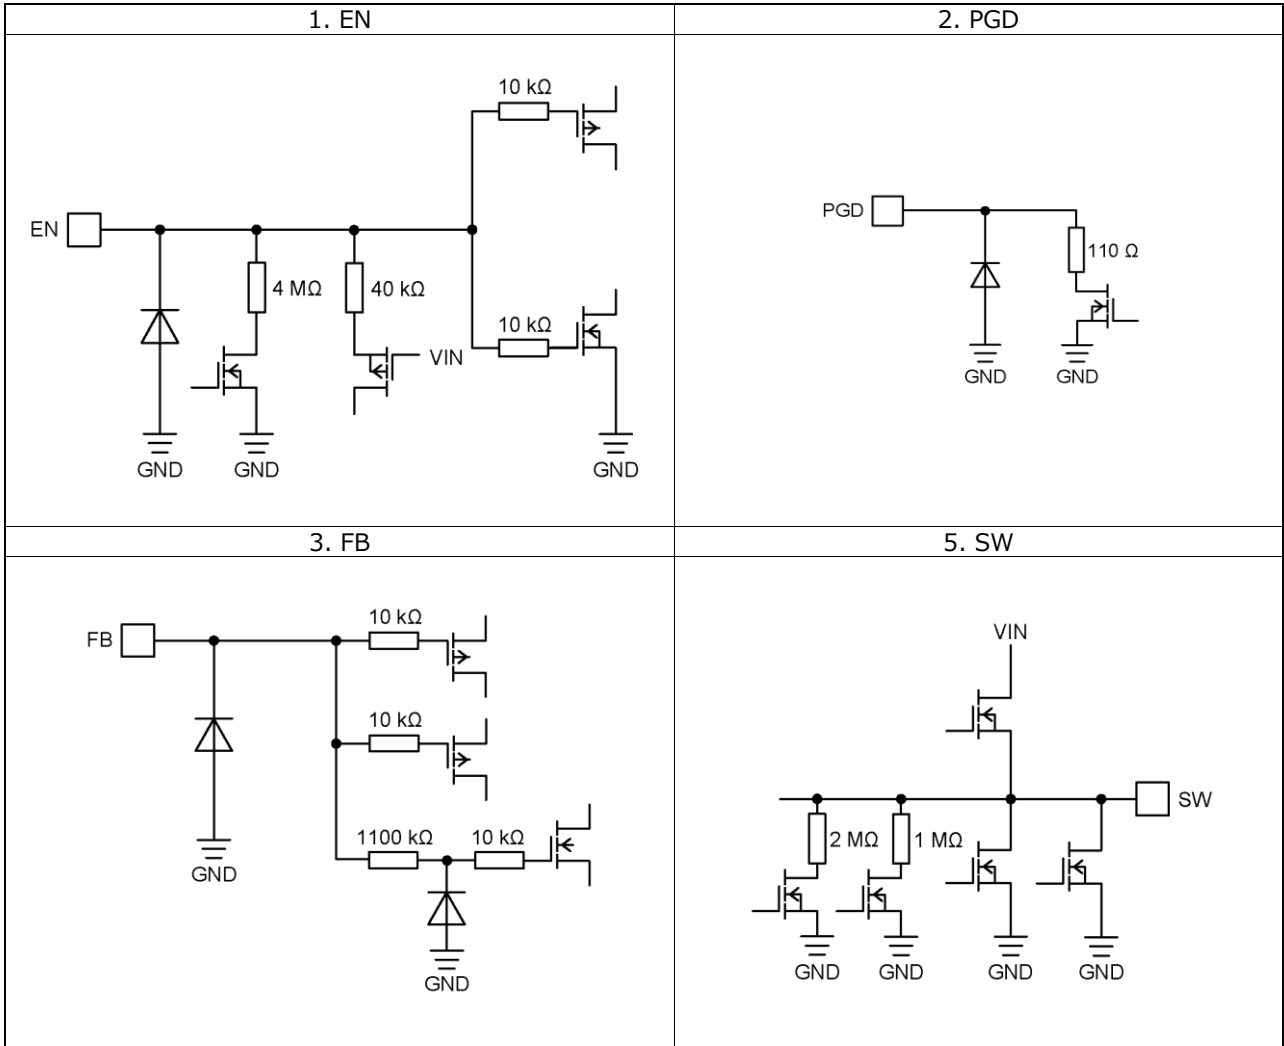 1. EN
2. PGD
10 kΩ
EN
4 MΩ
40 kΩ
10 kΩ
VIN
GND
GND
GND
PGD
110 Ω
GND
GND
3. FB
5. SW
FB
10 kΩ
10 kΩ
1100 kΩ
10 kΩ
GND
GND
VIN
SW
2 MΩ
1 MΩ
GND
GND
GND
GND